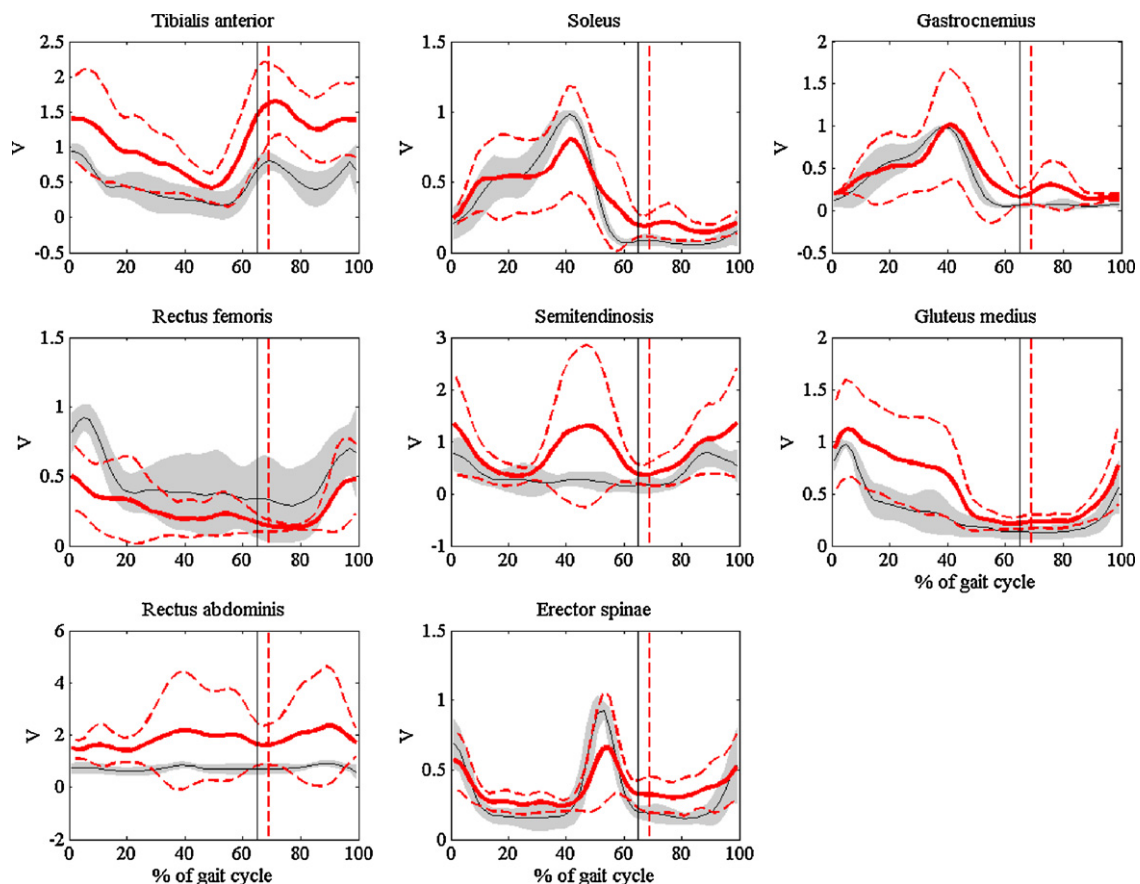 Tibialis anterior
Soleus
Gastrocnemius
2.5
2
1.5
1
0.5
0
-0.5
V
0 20 40 60 80 100
1.5
1
0.5
0
V
0 20 40 60 80 100
2
1.5
1
0.5
0
-0.5
V
0 20 40 60 80 100
Rectus femoris
Semitendinosis
Gluteus medius
1.5
1
0.5
0
V
0 20 40 60 80 100
3
2
1
0
-1
V
0 20 40 60 80 100
2
1.5
1
0.5
0
V
0 20 40 60 80 100
% of gait cycle
Rectus abdominis
Erector spinae
6
4
2
0
-2
V
0 20 40 60 80 100
% of gait cycle
1.5
1
0.5
0
V
0 20 40 60 80 100
% of gait cycle